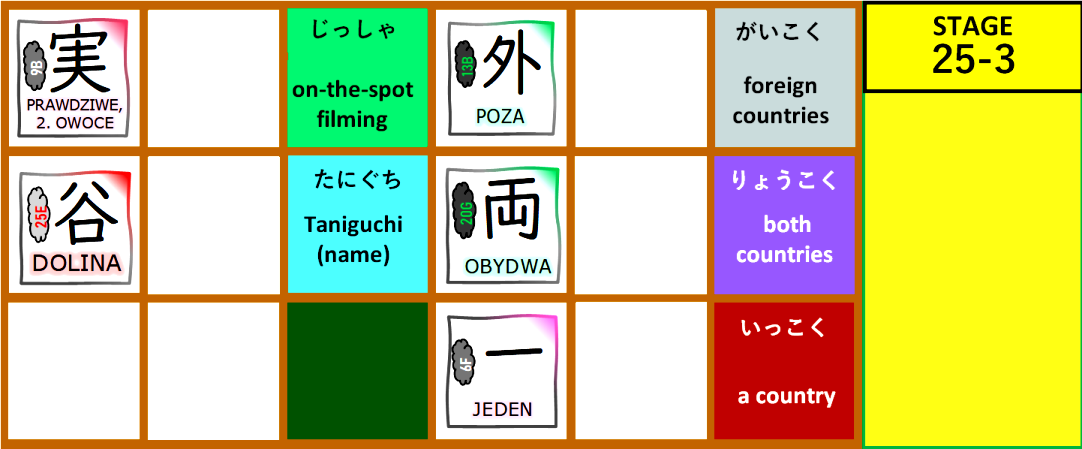 実
9B
PRAWDZIWE,
2. OWOCE
じっしゃ
on-the-spot
filming
外
13B
POZA
がいこく
foreign
countries
STAGE
25-3
谷
25E
DOLINA
たにぐち
Taniguchi
(name)
両
20G
OBYDWA
りょうこく
both
countries
一
6F
JEDEN
いっこく
a country